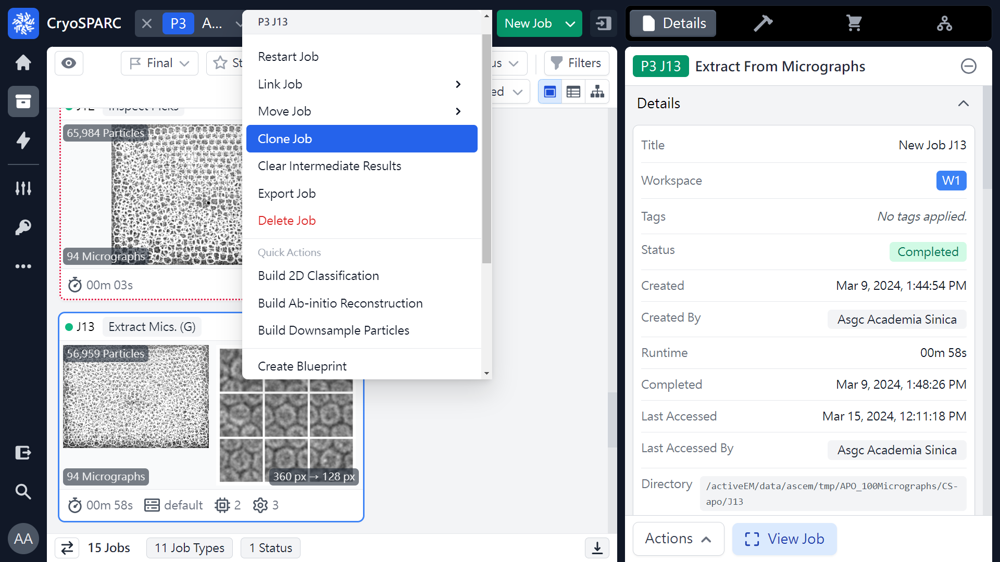 CryoSPARC
P3 A...
P3 J13
New Job
Details
Final
St
us
Filters
ed
P3 J13 Extract From Micrographs
Restart Job
Link Job
Move Job
Clone Job
Clear Intermediate Results
Export Job
Delete Job
Quick Actions
Build 2D Classification
Build Ab-initio Reconstruction
Build Downsample Particles
Create Blueprint
J12 Inspect Picks
65,984 Particles
94 Micrographs
00m 03s
J13 Extract Mics. (G)
56,959 Particles
94 Micrographs
360 px → 128 px
00m 58s default 2 3
15 Jobs 11 Job Types 1 Status
Details
Title New Job J13
Workspace W1
Tags No tags applied.
Status Completed
Created Mar 9, 2024, 1:44:54 PM
Created By Asgc Academia Sinica
Runtime 00m 58s
Completed Mar 9, 2024, 1:48:26 PM
Last Accessed Mar 15, 2024, 12:11:18 PM
Last Accessed By Asgc Academia Sinica
Directory /activeEM/data/ascem/tmp/APO_100Micrographs/CS-
apo/J13
Actions View Job
AA